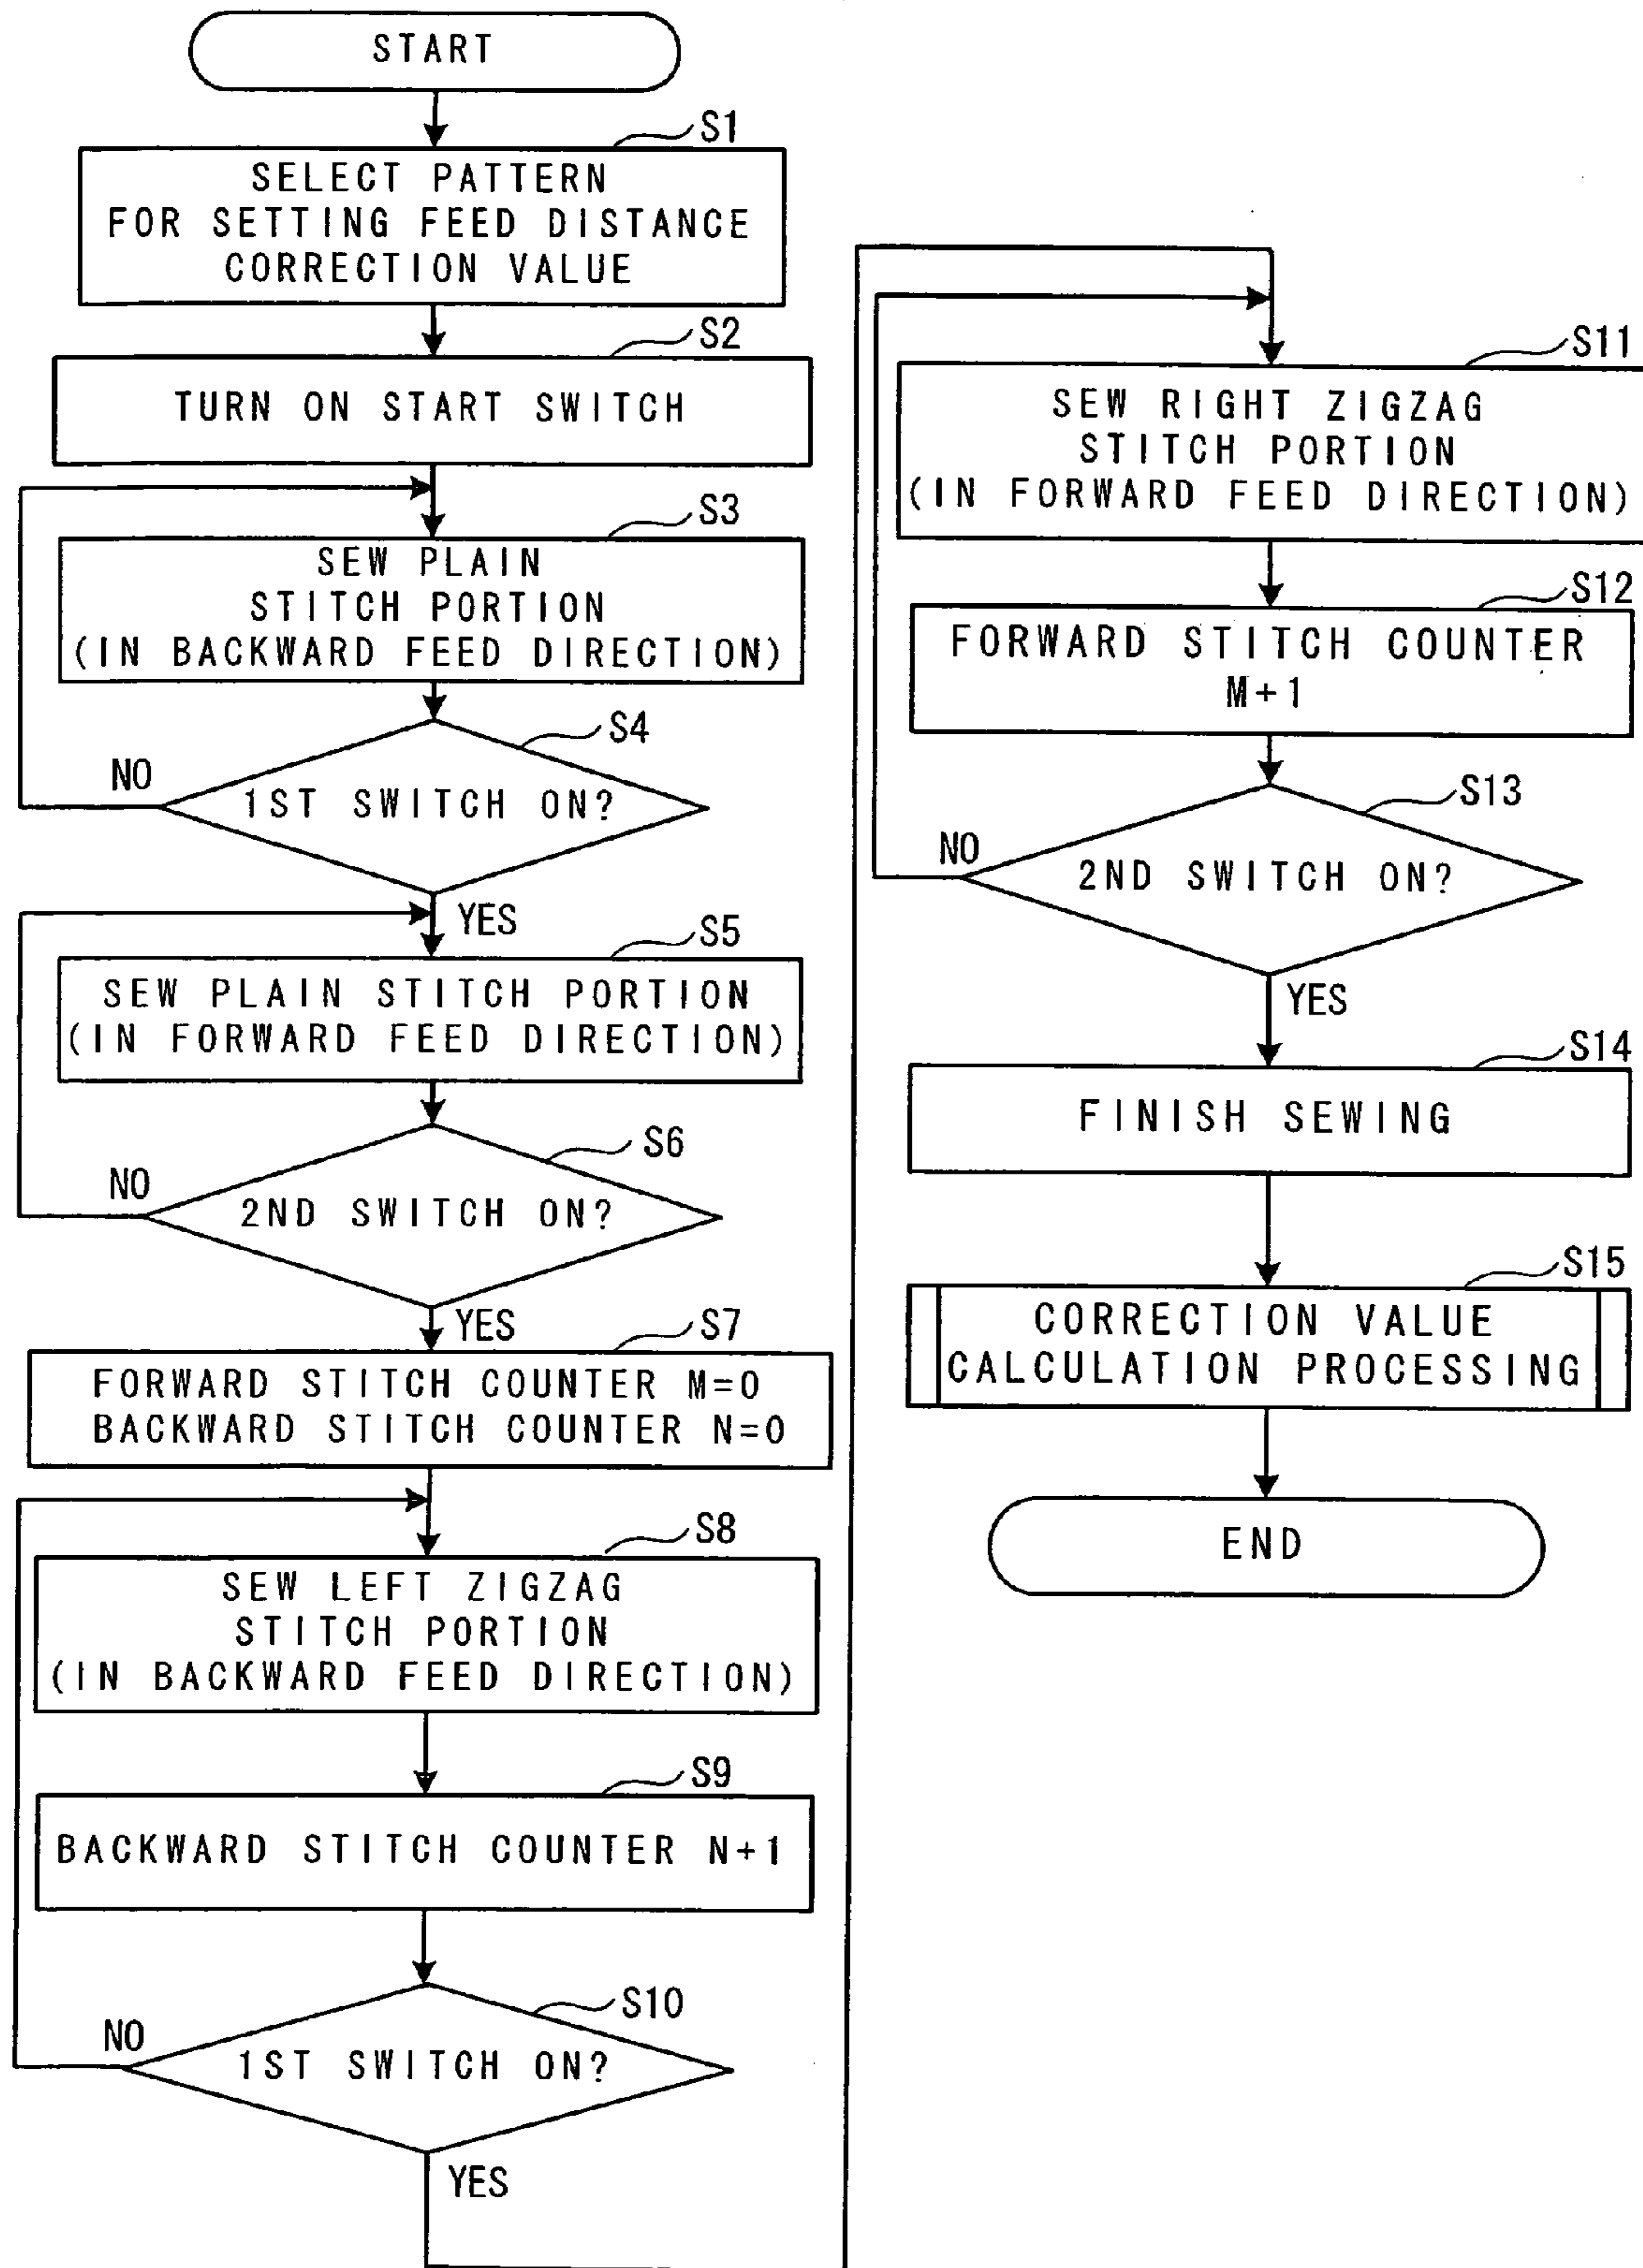 START
S1
SELECT PATTERN
FOR SETTING FEED DISTANCE
CORRECTION VALUE
S2
TURN ON START SWITCH
S3
SEW PLAIN
STITCH PORTION
(IN BACKWARD FEED DIRECTION)
S4
NO
1ST SWITCH ON?
YES
S5
SEW PLAIN STITCH PORTION
(IN FORWARD FEED DIRECTION)
S6
NO
2ND SWITCH ON?
YES
S7
FORWARD STITCH COUNTER M=0
BACKWARD STITCH COUNTER N=0
S8
SEW LEFT ZIGZAG
STITCH PORTION
(IN BACKWARD FEED DIRECTION)
S9
BACKWARD STITCH COUNTER N+1
S10
NO
1ST SWITCH ON?
YES
S11
SEW RIGHT ZIGZAG
STITCH PORTION
(IN FORWARD FEED DIRECTION)
S12
FORWARD STITCH COUNTER
M+1
S13
NO
2ND SWITCH ON?
YES
S14
FINISH SEWING
S15
CORRECTION VALUE
CALCULATION PROCESSING
END